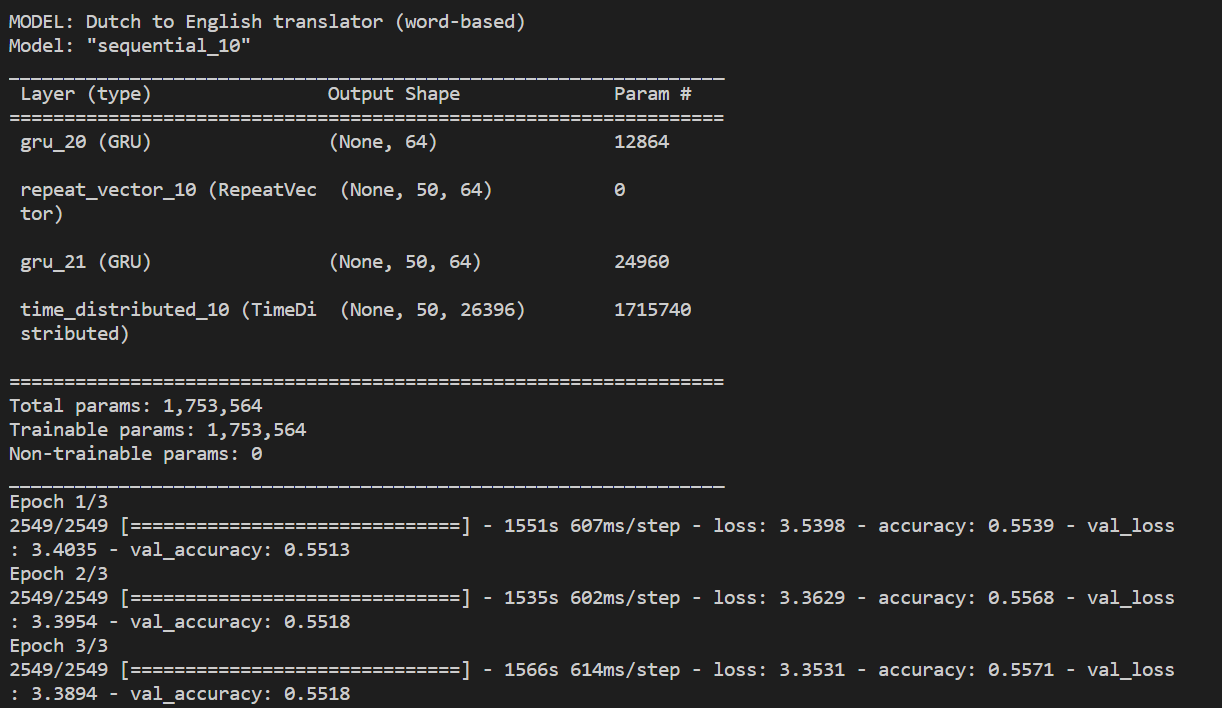 MODEL: Dutch to English translator (word-based)
Model: "sequential_10"
_________________________________________________________________
Layer (type) Output Shape Param #
=================================================================
gru_20 (GRU) (None, 64) 12864
repeat_vector_10 (RepeatVec (None, 50, 64) 0
tor)
gru_21 (GRU) (None, 50, 64) 24960
time_distributed_10 (TimeDi (None, 50, 26396) 1715740
stributed)
=================================================================
Total params: 1,753,564
Trainable params: 1,753,564
Non-trainable params: 0
_________________________________________________________________
Epoch 1/3
2549/2549 [==============================] - 1551s 607ms/step - loss: 3.5398 - accuracy: 0.5539 - val_loss
: 3.4035 - val_accuracy: 0.5513
Epoch 2/3
2549/2549 [==============================] - 1535s 602ms/step - loss: 3.3629 - accuracy: 0.5568 - val_loss
: 3.3954 - val_accuracy: 0.5518
Epoch 3/3
2549/2549 [==============================] - 1566s 614ms/step - loss: 3.3531 - accuracy: 0.5571 - val_loss
: 3.3894 - val_accuracy: 0.5518